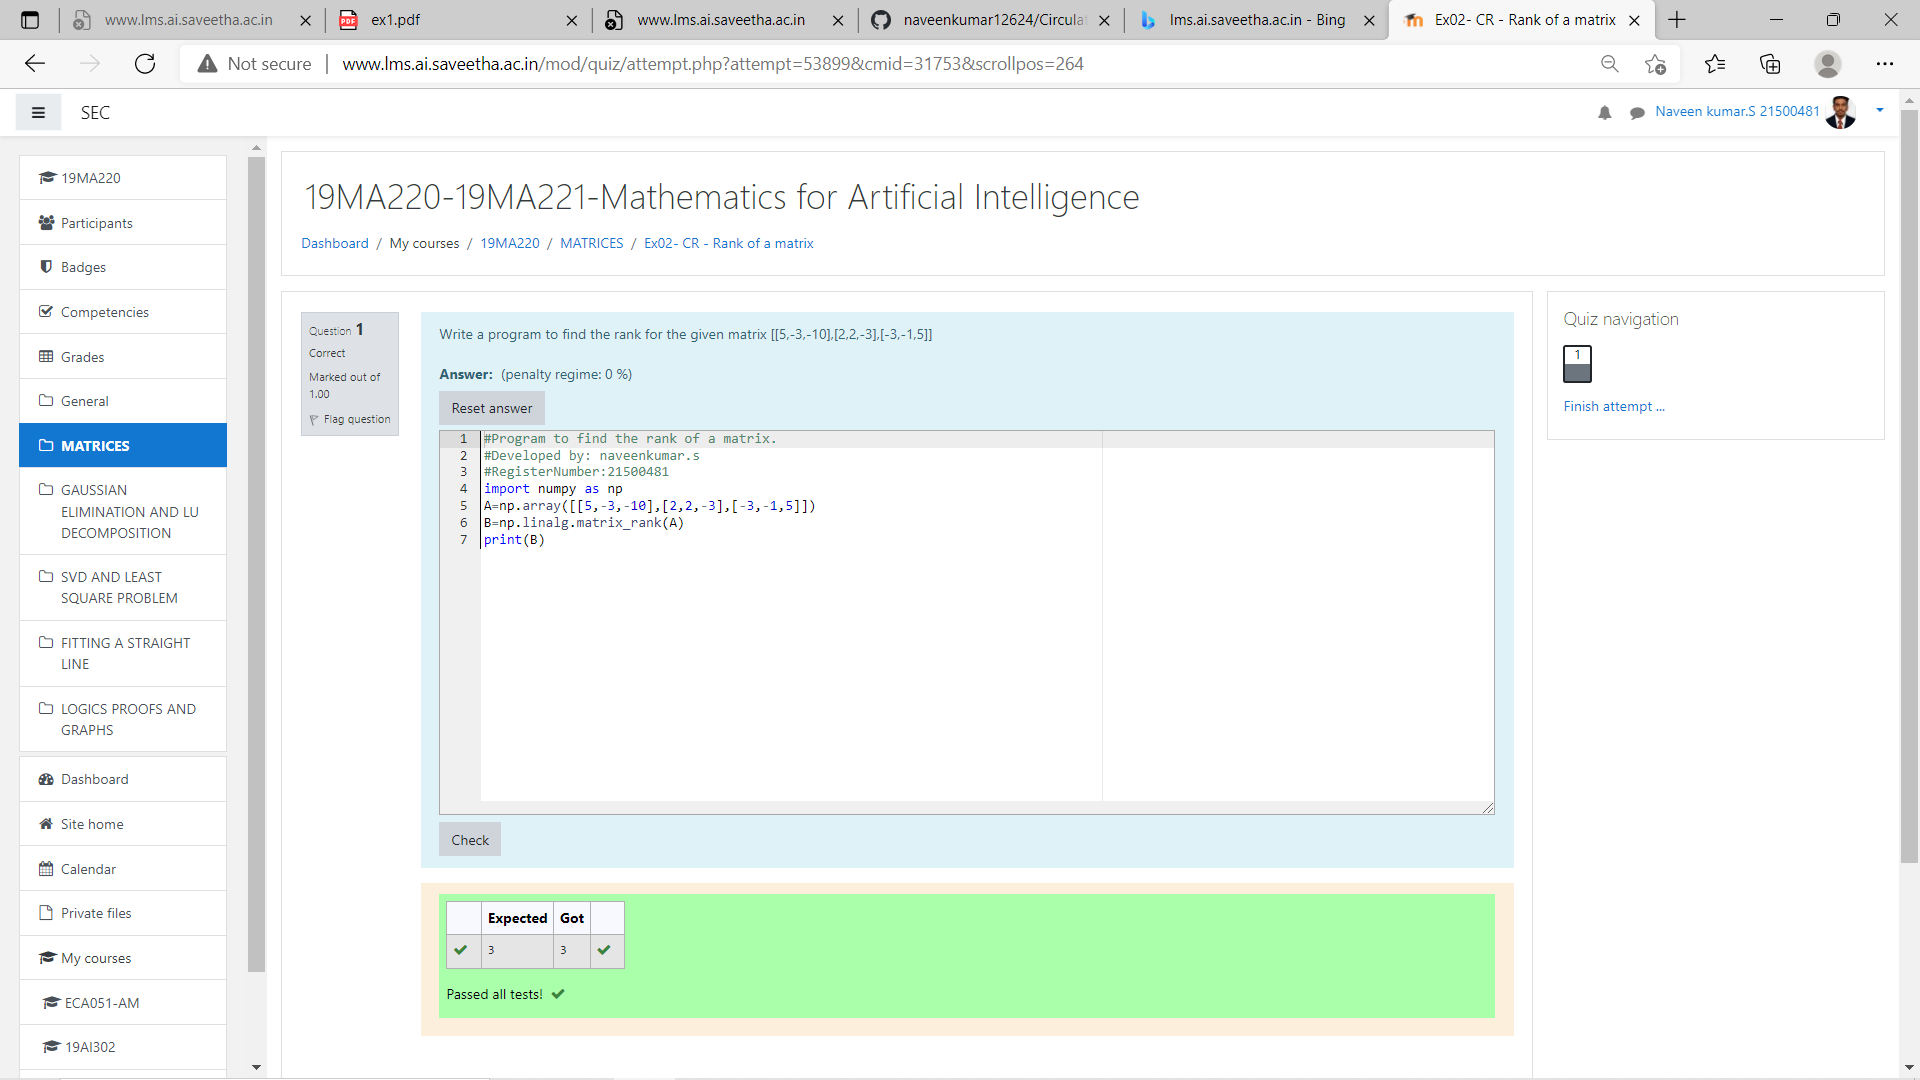 www.lms.ai.saveetha.ac.in
ex1.pdf
www.lms.ai.saveetha.ac.in
naveenkumar12624/Circula
lms.ai.saveetha.ac.in - Bing
Ex02- CR - Rank of a matrix
Not secure
www.lms.ai.saveetha.ac.in/mod/quiz/attempt.php?attempt=53899&cmid=31753&scrollpos=264
SEC
Naveen kumar.S 21500481
19MA220
Participants
Badges
Competencies
Grades
General
MATRICES
GAUSSIAN
ELIMINATION AND LU
DECOMPOSITION
SVD AND LEAST
SQUARE PROBLEM
FITTING A STRAIGHT
LINE
LOGICS PROOFS AND
GRAPHS
Dashboard
Site home
Calendar
Private files
My courses
ECA051-AM
19AI302
19MA220-19MA221-Mathematics for Artificial Intelligence
Dashboard / My courses / 19MA220 / MATRICES / Ex02- CR - Rank of a matrix
Question 1
Correct
Marked out of
1.00
Flag question
Write a program to find the rank for the given matrix [[5,-3,-10],[2,2,-3],[-3,-1,5]]
Answer: (penalty regime: 0 %)
Reset answer
1 #Program to find the rank of a matrix.
2 #Developed by: naveenkumar.s
3 #RegisterNumber:21500481
4 import numpy as np
5 A=np.array([[5,-3,-10],[2,2,-3],[-3,-1,5]])
6 B=np.linalg.matrix_rank(A)
7 print(B)
Check
Expected Got
3 3
Passed all tests!
Quiz navigation
1
Finish attempt ...